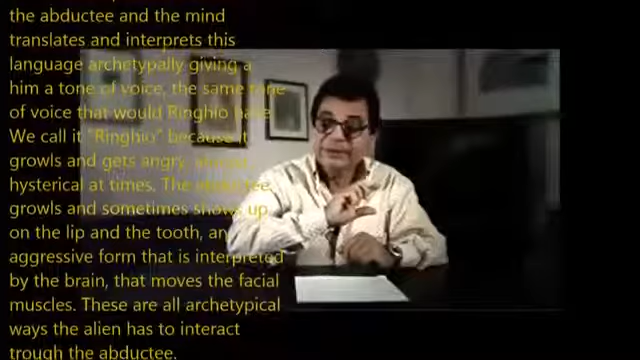 the abductee and the mind
translates and interprets this
language archetypally giving a
him a tone of voice, the same tone
of voice that would Ringhio have
We call it "Ringhio" because it
growls and gets angry,
hysterical at times. The
growls and sometimes shows up
on the lip and the tooth, an
aggressive form that is interpreted
by the brain, that moves the facial
muscles. These are all archetypical
ways the alien has to interact
trough the abductee.